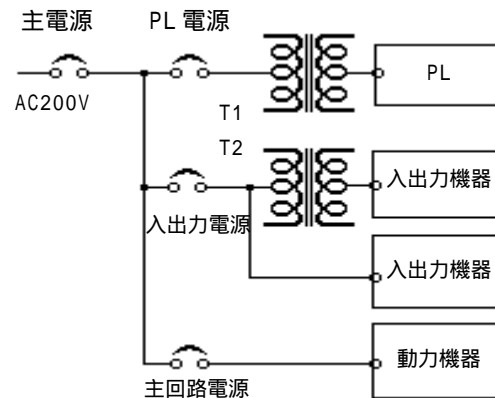 主電源
PL 電源
AC200V
PL
T1
T2
入出力機器
入出力電源
入出力機器
動力機器
主回路電源